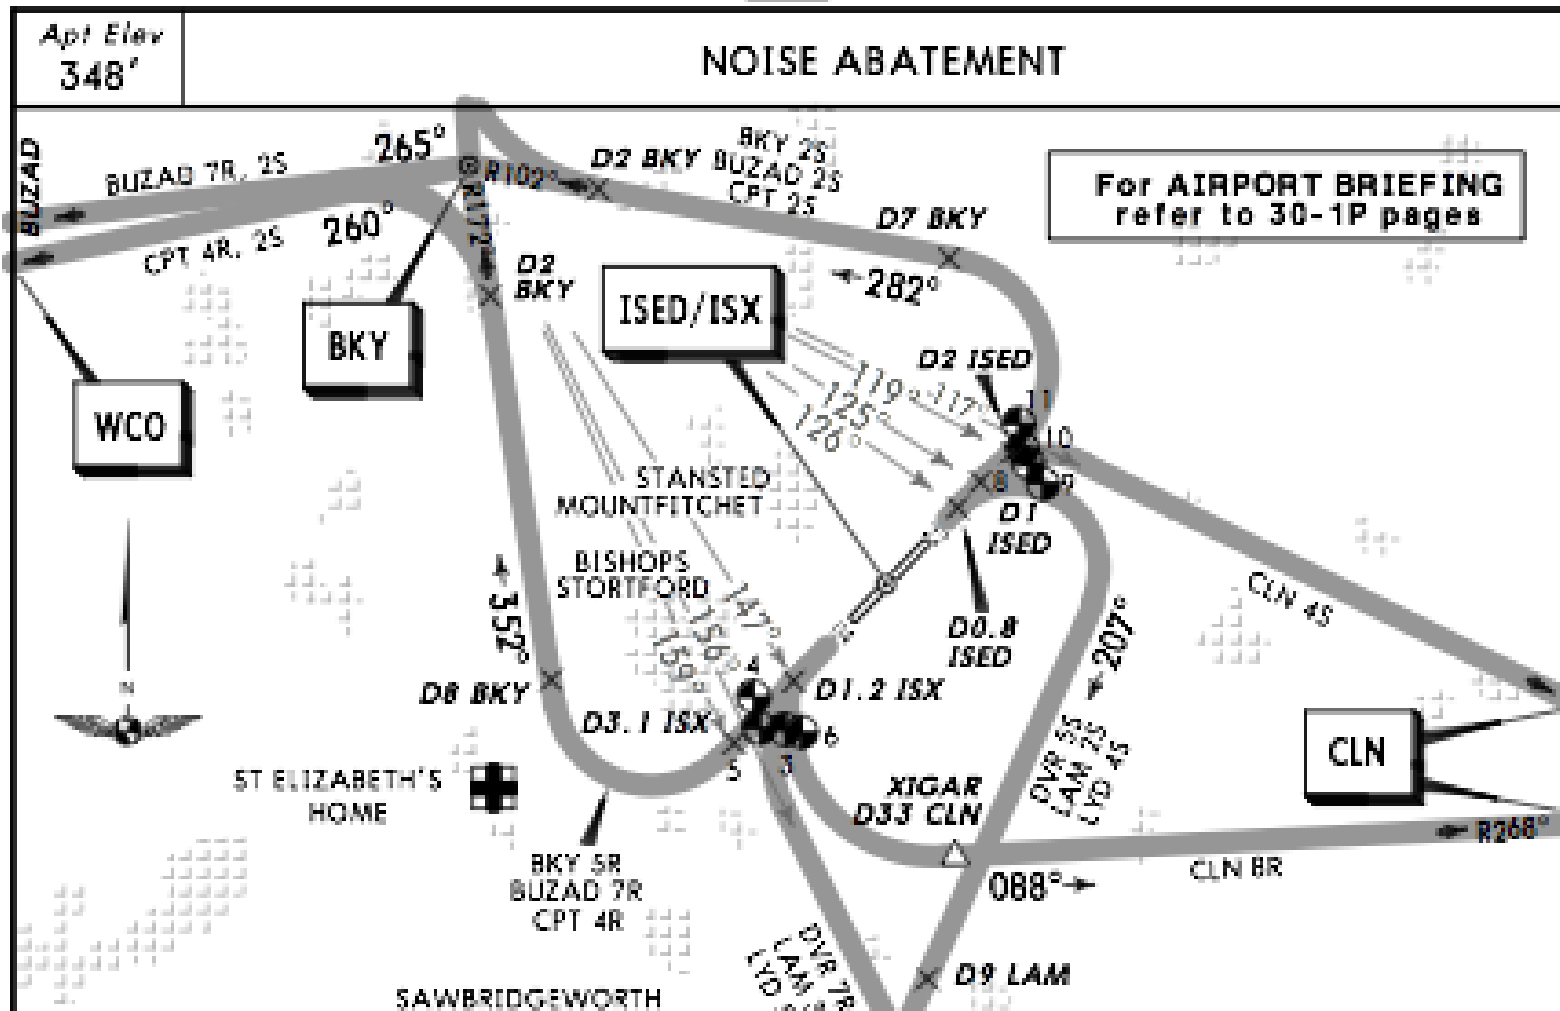 Apt Elev
348'
NOISE ABATEMENT
BUZAD
BUZAD 7R, 2S
265°
R102°
D2 BKY
BKY 2S
BUZAD 2S
CPT 2S
For AIRPORT BRIEFING
refer to 30-1P pages
CPT 4R, 2S
260°
R172°
D7 BKY
D2
BKY
282°
ISED/ISX
BKY
D2 ISED
WCO
119°
117°
125°
126°
11
10
9
8
STANSTED
MOUNTFITCHET
D1
ISED
BISHOPS
STORTFORD
352°
147°
156°
159°
D0.8
ISED
207°
CLN 4S
N
D8 BKY
4
D1.2 ISX
D3.1 ISX
5
3
6
DVR 5S
LAM 2S
LYD 4S
CLN
ST ELIZABETH'S
HOME
XIGAR
D33 CLN
R268°
BKY 5R
BUZAD 7R
CPT 4R
088°
CLN 8R
DVR 7R
LAM
LYD
D9 LAM
SAWBRIDGEWORTH